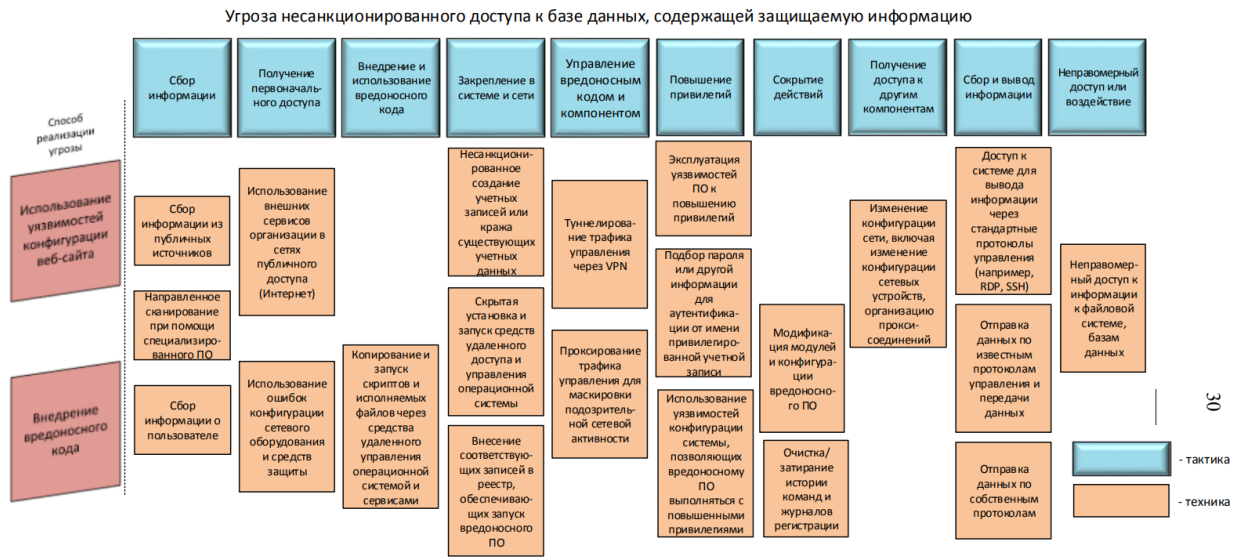 Угроза несанкционированного доступа к базе данных, содержащей защищаемую информацию
Способ
реализации
угрозы
Использование
уязвимостей
конфигурации
веб-сайта
Внедрение
вредоносного
кода
Сбор
информации
Получение
первоначаль-
ного доступа
Внедрение и
использование
вредоносного
кода
Закрепление в
системе и сети
Управление
вредоносным
кодом и
компонентом
Повышение
привилегий
Сокрытие
действий
Получение
доступа к
другим
компонентам
Сбор и вывод
информации
Неправомерный
доступ или
воздействие
Сбор
информации из
публичных
источников
Направленное
сканирование
при помощи
специализиро-
ванного ПО
Сбор
информации о
пользователе
Использование
внешних
сервисов
организации в
сетях
публичного
доступа
(Интернет)
Использование
ошибок
конфигурации
сетевого
оборудования
и средств
защиты
Копирование и
запуск
скриптов и
исполняемых
файлов через
средства
удаленного
управления
операционной
системой и
сервисами
Несанкциони-
рованное
создание
учетных
записей или
кража
существующих
учетных
данных
Скрытая
установка и
запуск средств
удаленного
доступа и
управления
операционной
системы
Внесение
соответствую-
щих записей в
реестр,
обеспечиваю-
щих запуск
вредоносного
ПО
Туннелирова-
ние трафика
управления
через VPN
Проксирование
трафика
управления для
маскировки
подозритель-
ной сетевой
активности
Эксплуатация
уязвимостей
ПО к
повышению
привилегий
Подбор пароля
или другой
информации
для
аутентифика-
ции от имени
привилегиро-
ванной учетной
записи
Использование
уязвимостей
конфигурации
системы,
позволяющих
вредоносному
ПО
выполняться с
повышенными
привилегиями
Модифика-
ция модулей
и конфигура-
ции
вредоносно-
го ПО
Очистка/
затирание
истории
команд и
журналов
регистрации
Изменение
конфигурации
сети, включая
изменение
конфигурации
сетевых
устройств,
организацию
прокси-
соединений
Доступ к
системе для
вывода
информации
через
стандартные
протоколы
управления
(например,
RDP, SSH)
Отправка
данных по
известным
протоколам
управления и
передачи
данных
Отправка
данных по
собственным
протоколам
Неправомер-
ный доступ к
информации
к файловой
системе,
базам
данных
30
- тактика
- техника